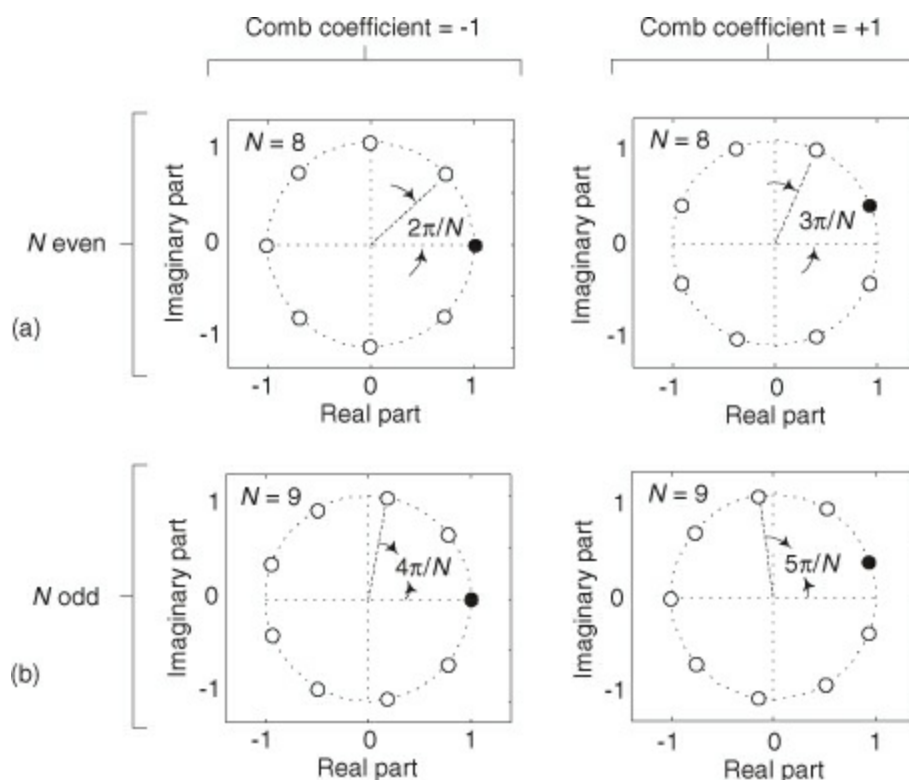 Comb coefficient = -1
Comb coefficient = +1
N even
(a)
Imaginary part
1
0
-1
N = 8
2π/N
-1 0 1
Real part
Imaginary part
1
0
-1
N = 8
3π/N
-1 0 1
Real part
N odd
(b)
Imaginary part
1
0
-1
N = 9
4π/N
-1 0 1
Real part
Imaginary part
1
0
-1
N = 9
5π/N
-1 0 1
Real part